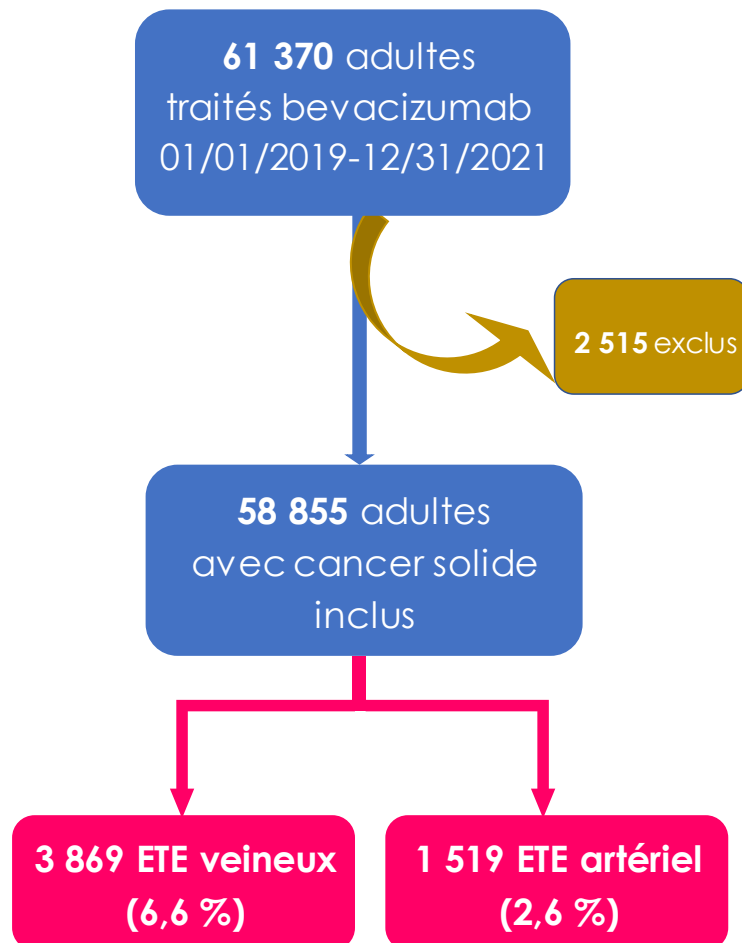 61 370 adultes
traités bevacizumab
01/01/2019-12/31/2021
2 515 exclus
58 855 adultes
avec cancer solide
inclus
3 869 ETE veineux
(6,6 %)
1 519 ETE artériel
(2,6 %)